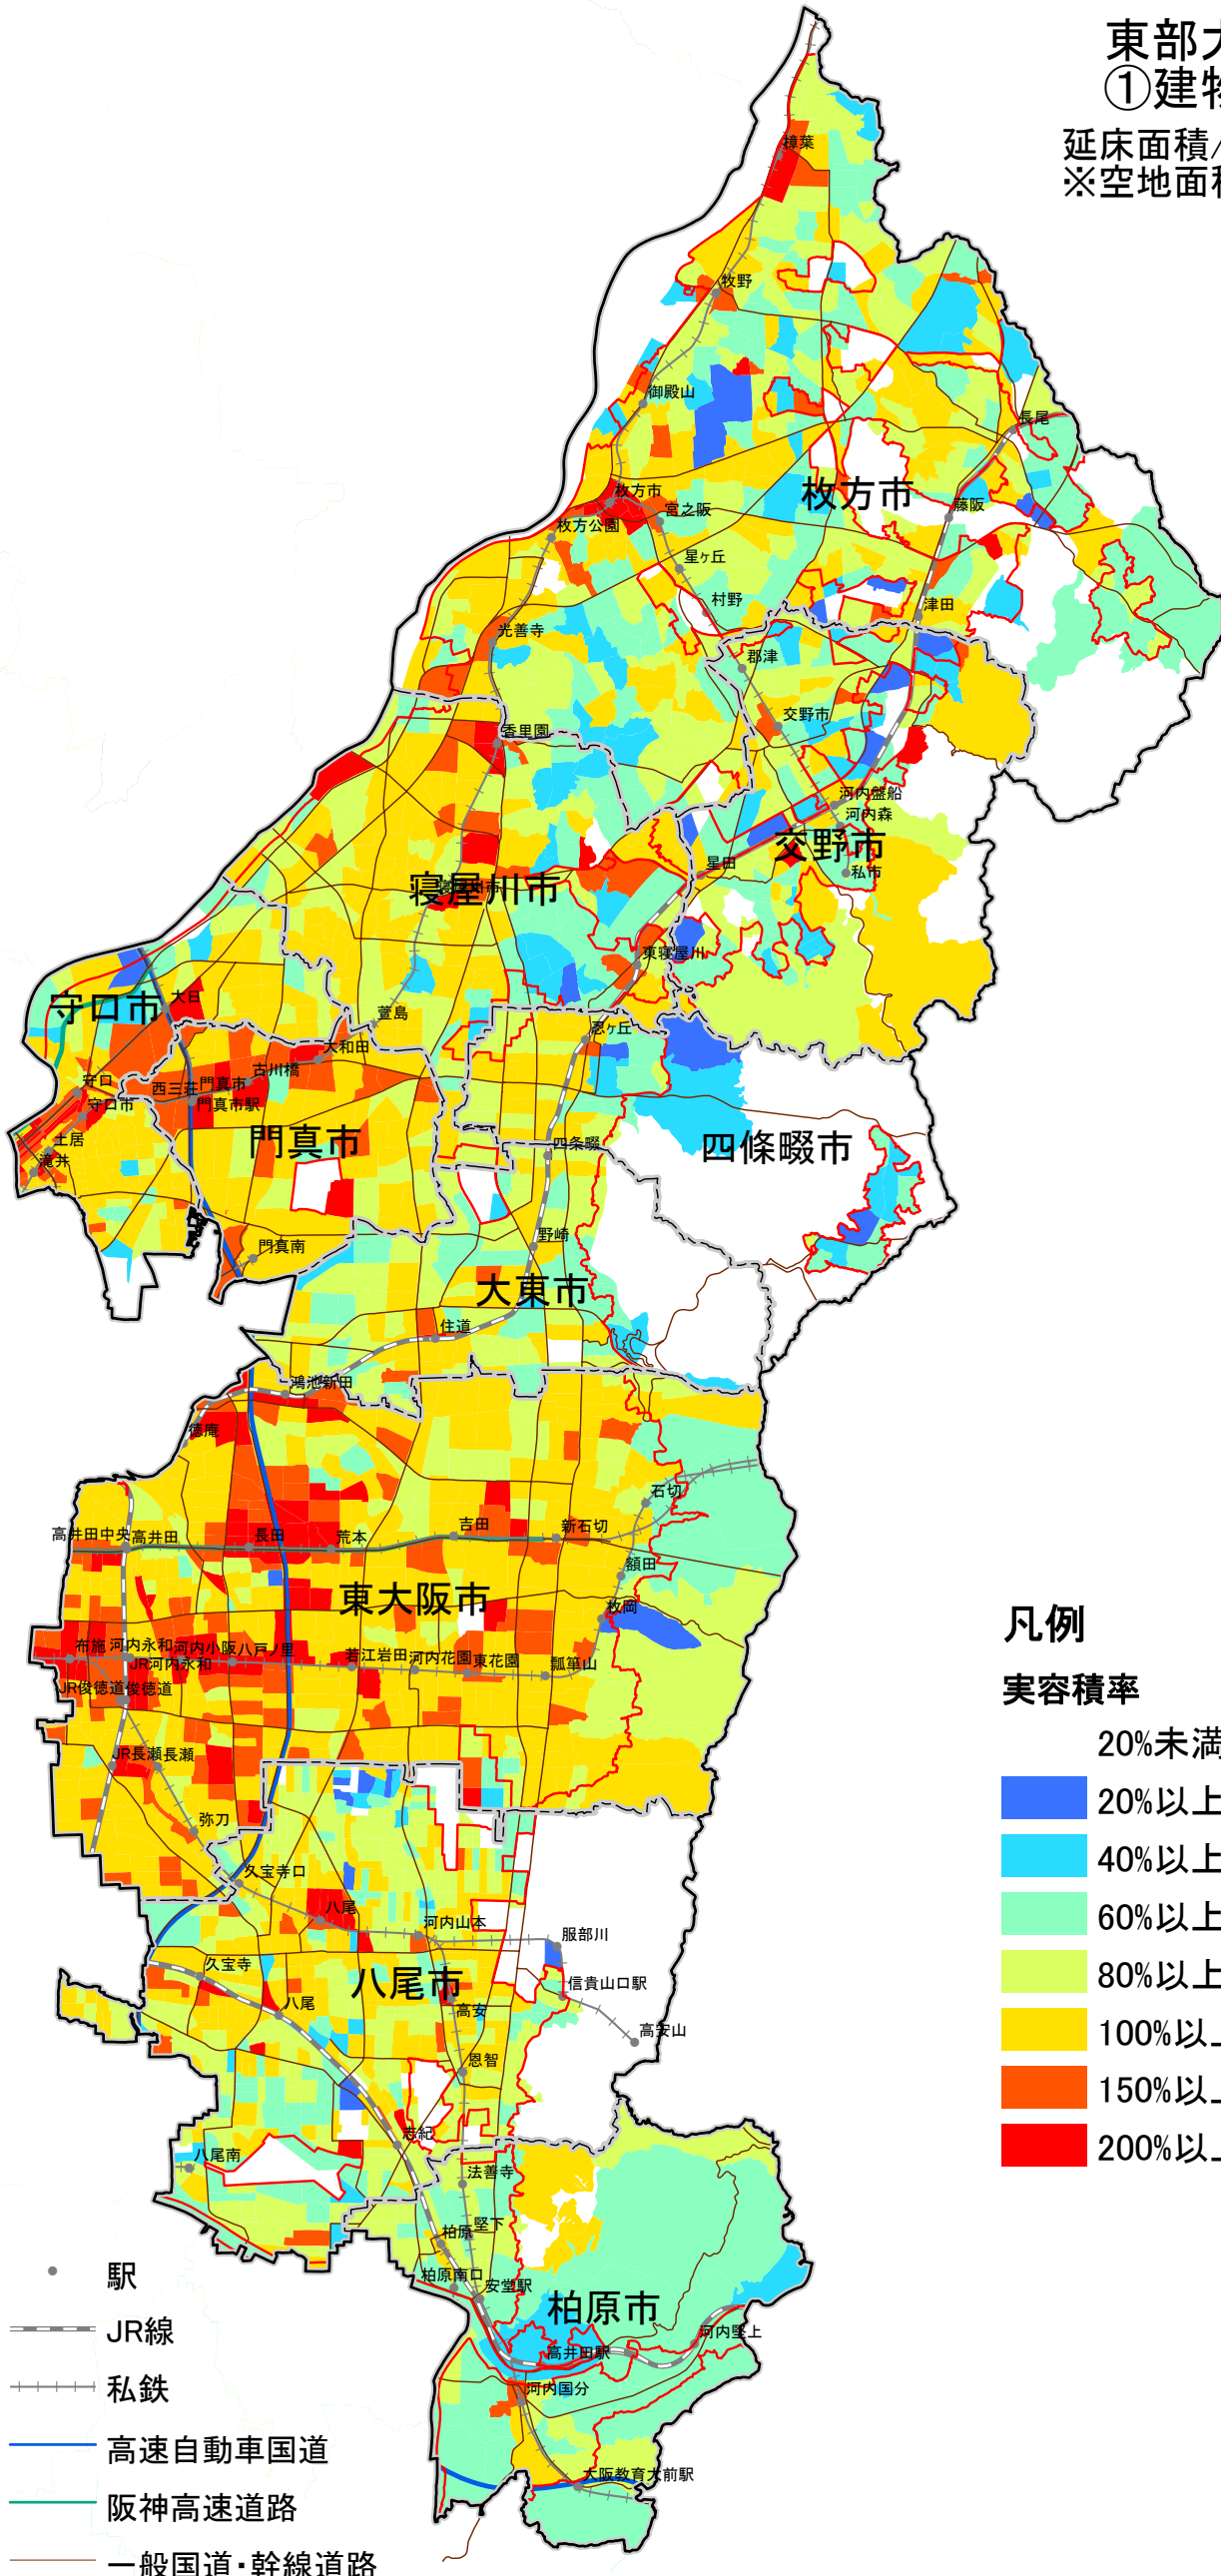 東部大
①建物
延床面積/
※空地面積
樟葉
牧野
御殿山
長尾
枚方市
枚方市
藤阪
宮之阪
枚方公園
星ヶ丘
村野
津田
光善寺
郡津
交野市
香里園
河内盤船
河内森
交野市
星田
私市
寝屋川市
東寝屋川
守口市
大日
萱島
忍ヶ丘
大和田
古川橋
守口
西三荘
門真市
守口市
門真市駅
土居
門真市
四条畷
四條畷市
滝井
門真南
野崎
大東市
住道
鴻池新田
徳庵
石切
高井田中央
高井田
長田
荒本
吉田
新石切
額田
東大阪市
枚岡
布施
河内永和
河内小阪
八戸ノ里
若江岩田
河内花園
東花園
瓢箪山
JR河内永和
JR俊徳道
俊徳道
JR長瀬
長瀬
弥刀
久宝寺口
八尾
河内山本
服部川
久宝寺
八尾市
信貴山口駅
八尾
高安
高安山
恩智
志紀
八尾南
法善寺
柏原
堅下
柏原南口
安堂駅
柏原市
河内堅上
高井田駅
河内国分
大阪教育大前駅
凡例
実容積率
20%未満
20%以上
40%以上
60%以上
80%以上
100%以上
150%以上
200%以上
駅
JR線
私鉄
高速自動車国道
阪神高速道路
一般国道・幹線道路